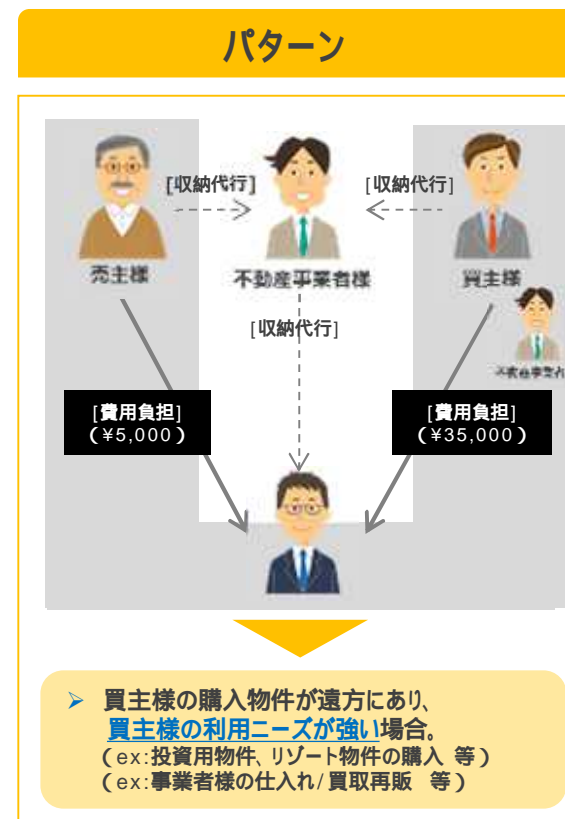 パターン
[収納代行]
[収納代行]
売主様
不動産事業者様
買主様
[収納代行]
[費用負担]
(¥5,000)
[費用負担]
(¥35,000)
➢ 買主様の購入物件が遠方にあり、
買主様の利用ニーズが強い場合。
(ex:投資用物件、リゾート物件の購入 等)
(ex:事業者様の仕入れ/買取再販 等)